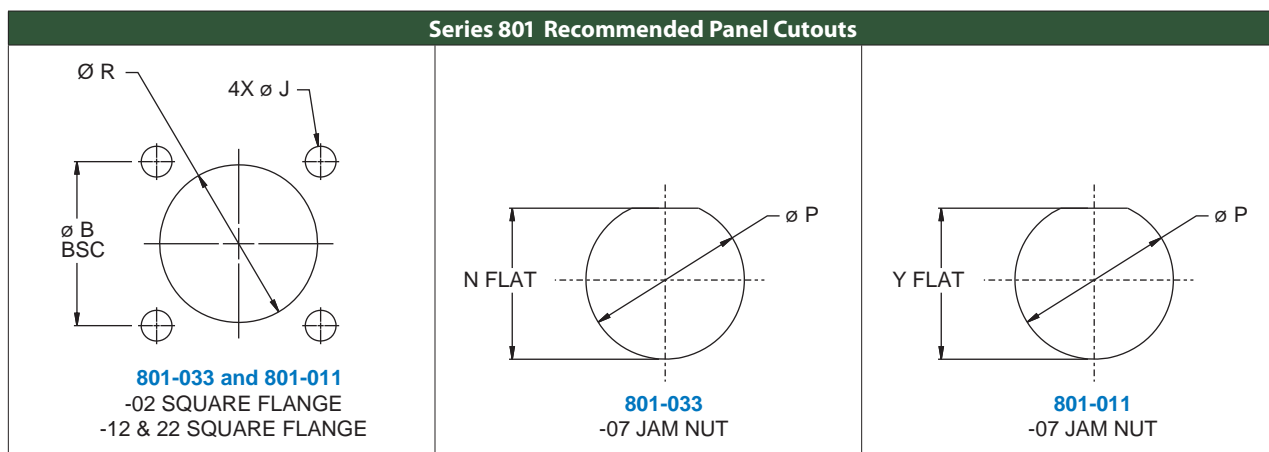 Series 801 Recommended Panel Cutouts
Ø R
4X ø J
ø B
BSC
801-033 and 801-011
-02 SQUARE FLANGE
-12 & 22 SQUARE FLANGE
ø P
N FLAT
801-033
-07 JAM NUT
ø P
Y FLAT
801-011
-07 JAM NUT